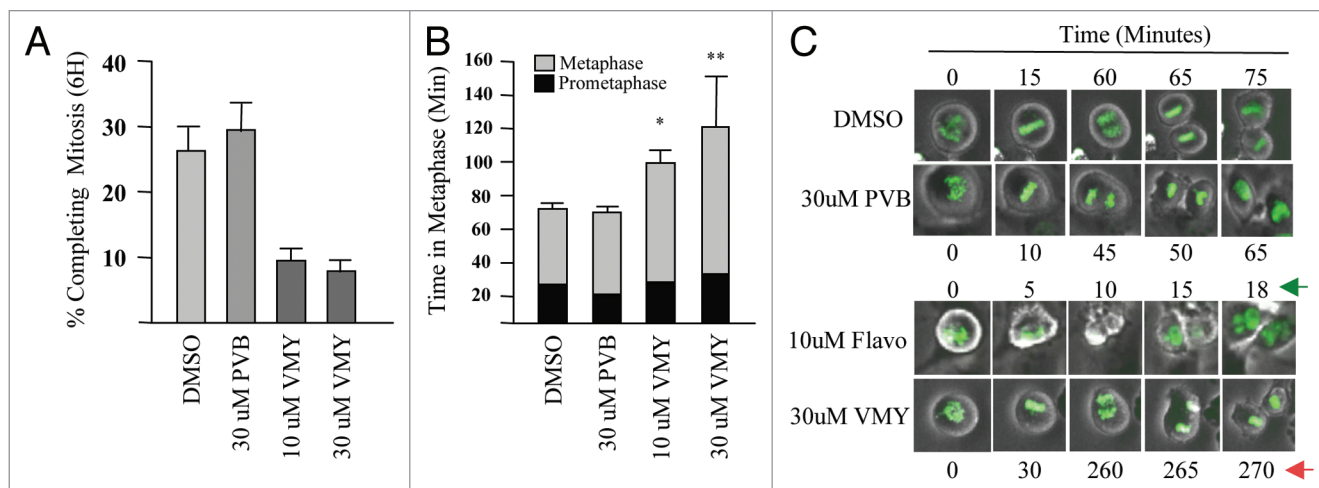 A
% Completing Mitosis (6H)
40
30
20
10
DMSO
30 uM PVB
10 uM VMY
30 uM VMY
B
Time in Metaphase (Min)
160
140
120
100
80
60
40
20
Metaphase
Prometaphase
*
**
DMSO
30 uM PVB
10 uM VMY
30 uM VMY
C
Time (Minutes)
0 15 60 65 75
DMSO
30uM PVB
0 10 45 50 65
0 5 10 15 18
10uM Flavo
30uM VMY
0 30 260 265 270